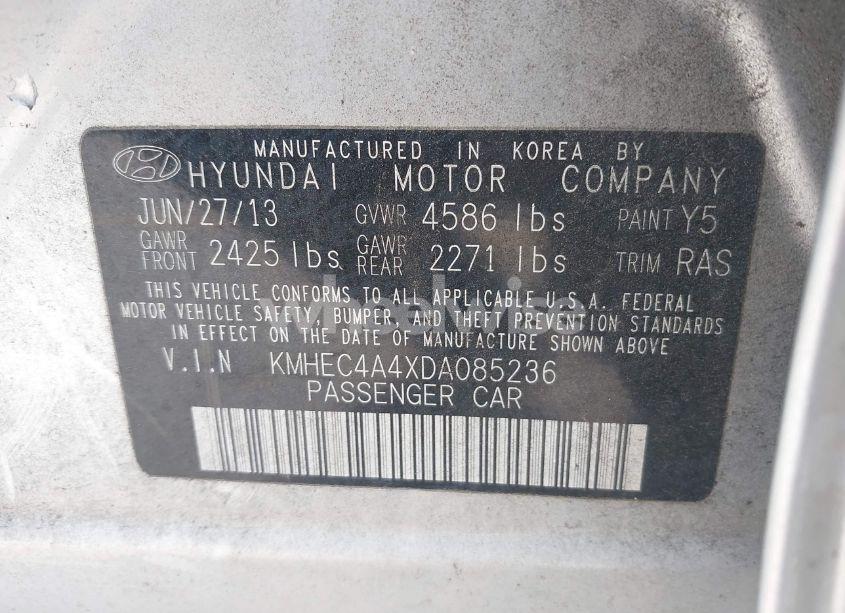 MANUFACTURED IN KOREA BY
HYUNDAI MOTOR COMPANY
JUN/27/13 GVWR 4586 lbs PAINT Y5
GAWR FRONT 2425 lbs GAWR REAR 2271 lbs TRIM RAS
THIS VEHICLE CONFORMS TO ALL APPLICABLE U.S.A. FEDERAL
MOTOR VEHICLE SAFETY, BUMPER, AND THEFT PREVENTION STANDARDS
IN EFFECT ON THE DATE OF MANUFACTURE SHOWN ABOVE
V.I.N KMHEC4A4XDA085236
PASSENGER CAR
wheelwise